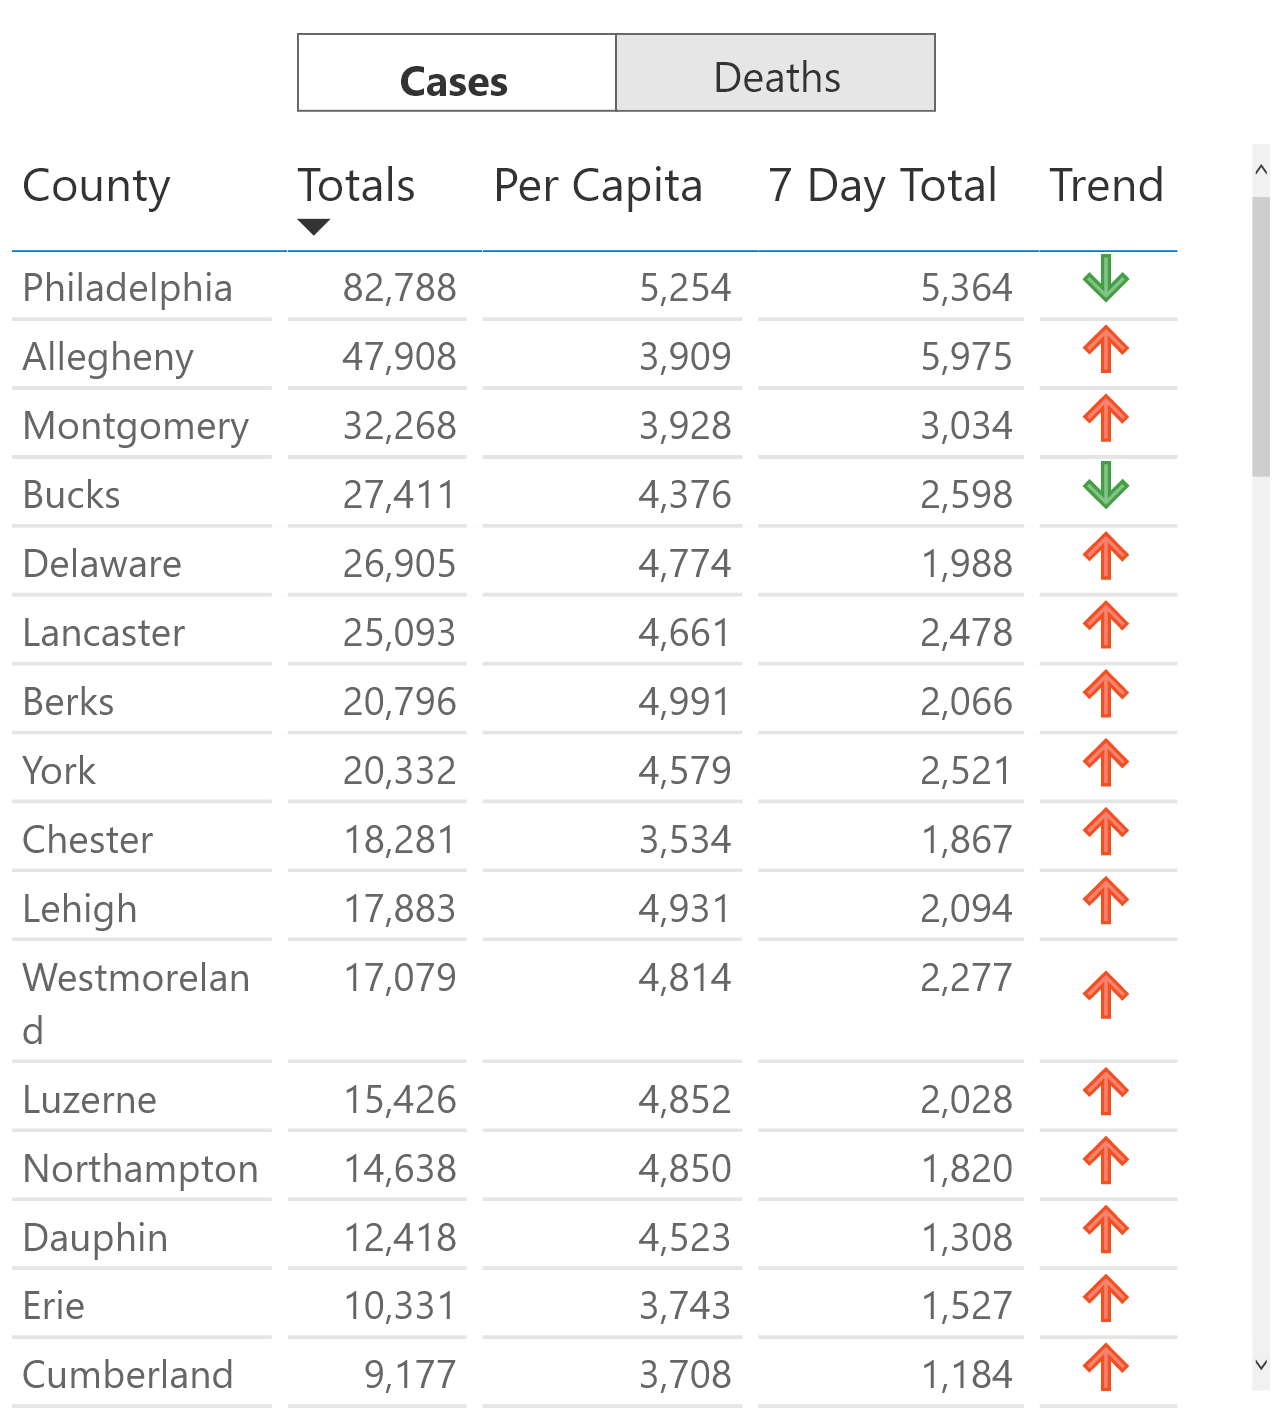 Cases Deaths
County Totals Per Capita 7 Day Total Trend
Philadelphia 82,788 5,254 5,364
Allegheny 47,908 3,909 5,975
Montgomery 32,268 3,928 3,034
Bucks 27,411 4,376 2,598
Delaware 26,905 4,774 1,988
Lancaster 25,093 4,661 2,478
Berks 20,796 4,991 2,066
York 20,332 4,579 2,521
Chester 18,281 3,534 1,867
Lehigh 17,883 4,931 2,094
Westmorelan 17,079 4,814 2,277
d
Luzerne 15,426 4,852 2,028
Northampton 14,638 4,850 1,820
Dauphin 12,418 4,523 1,308
Erie 10,331 3,743 1,527
Cumberland 9,177 3,708 1,184